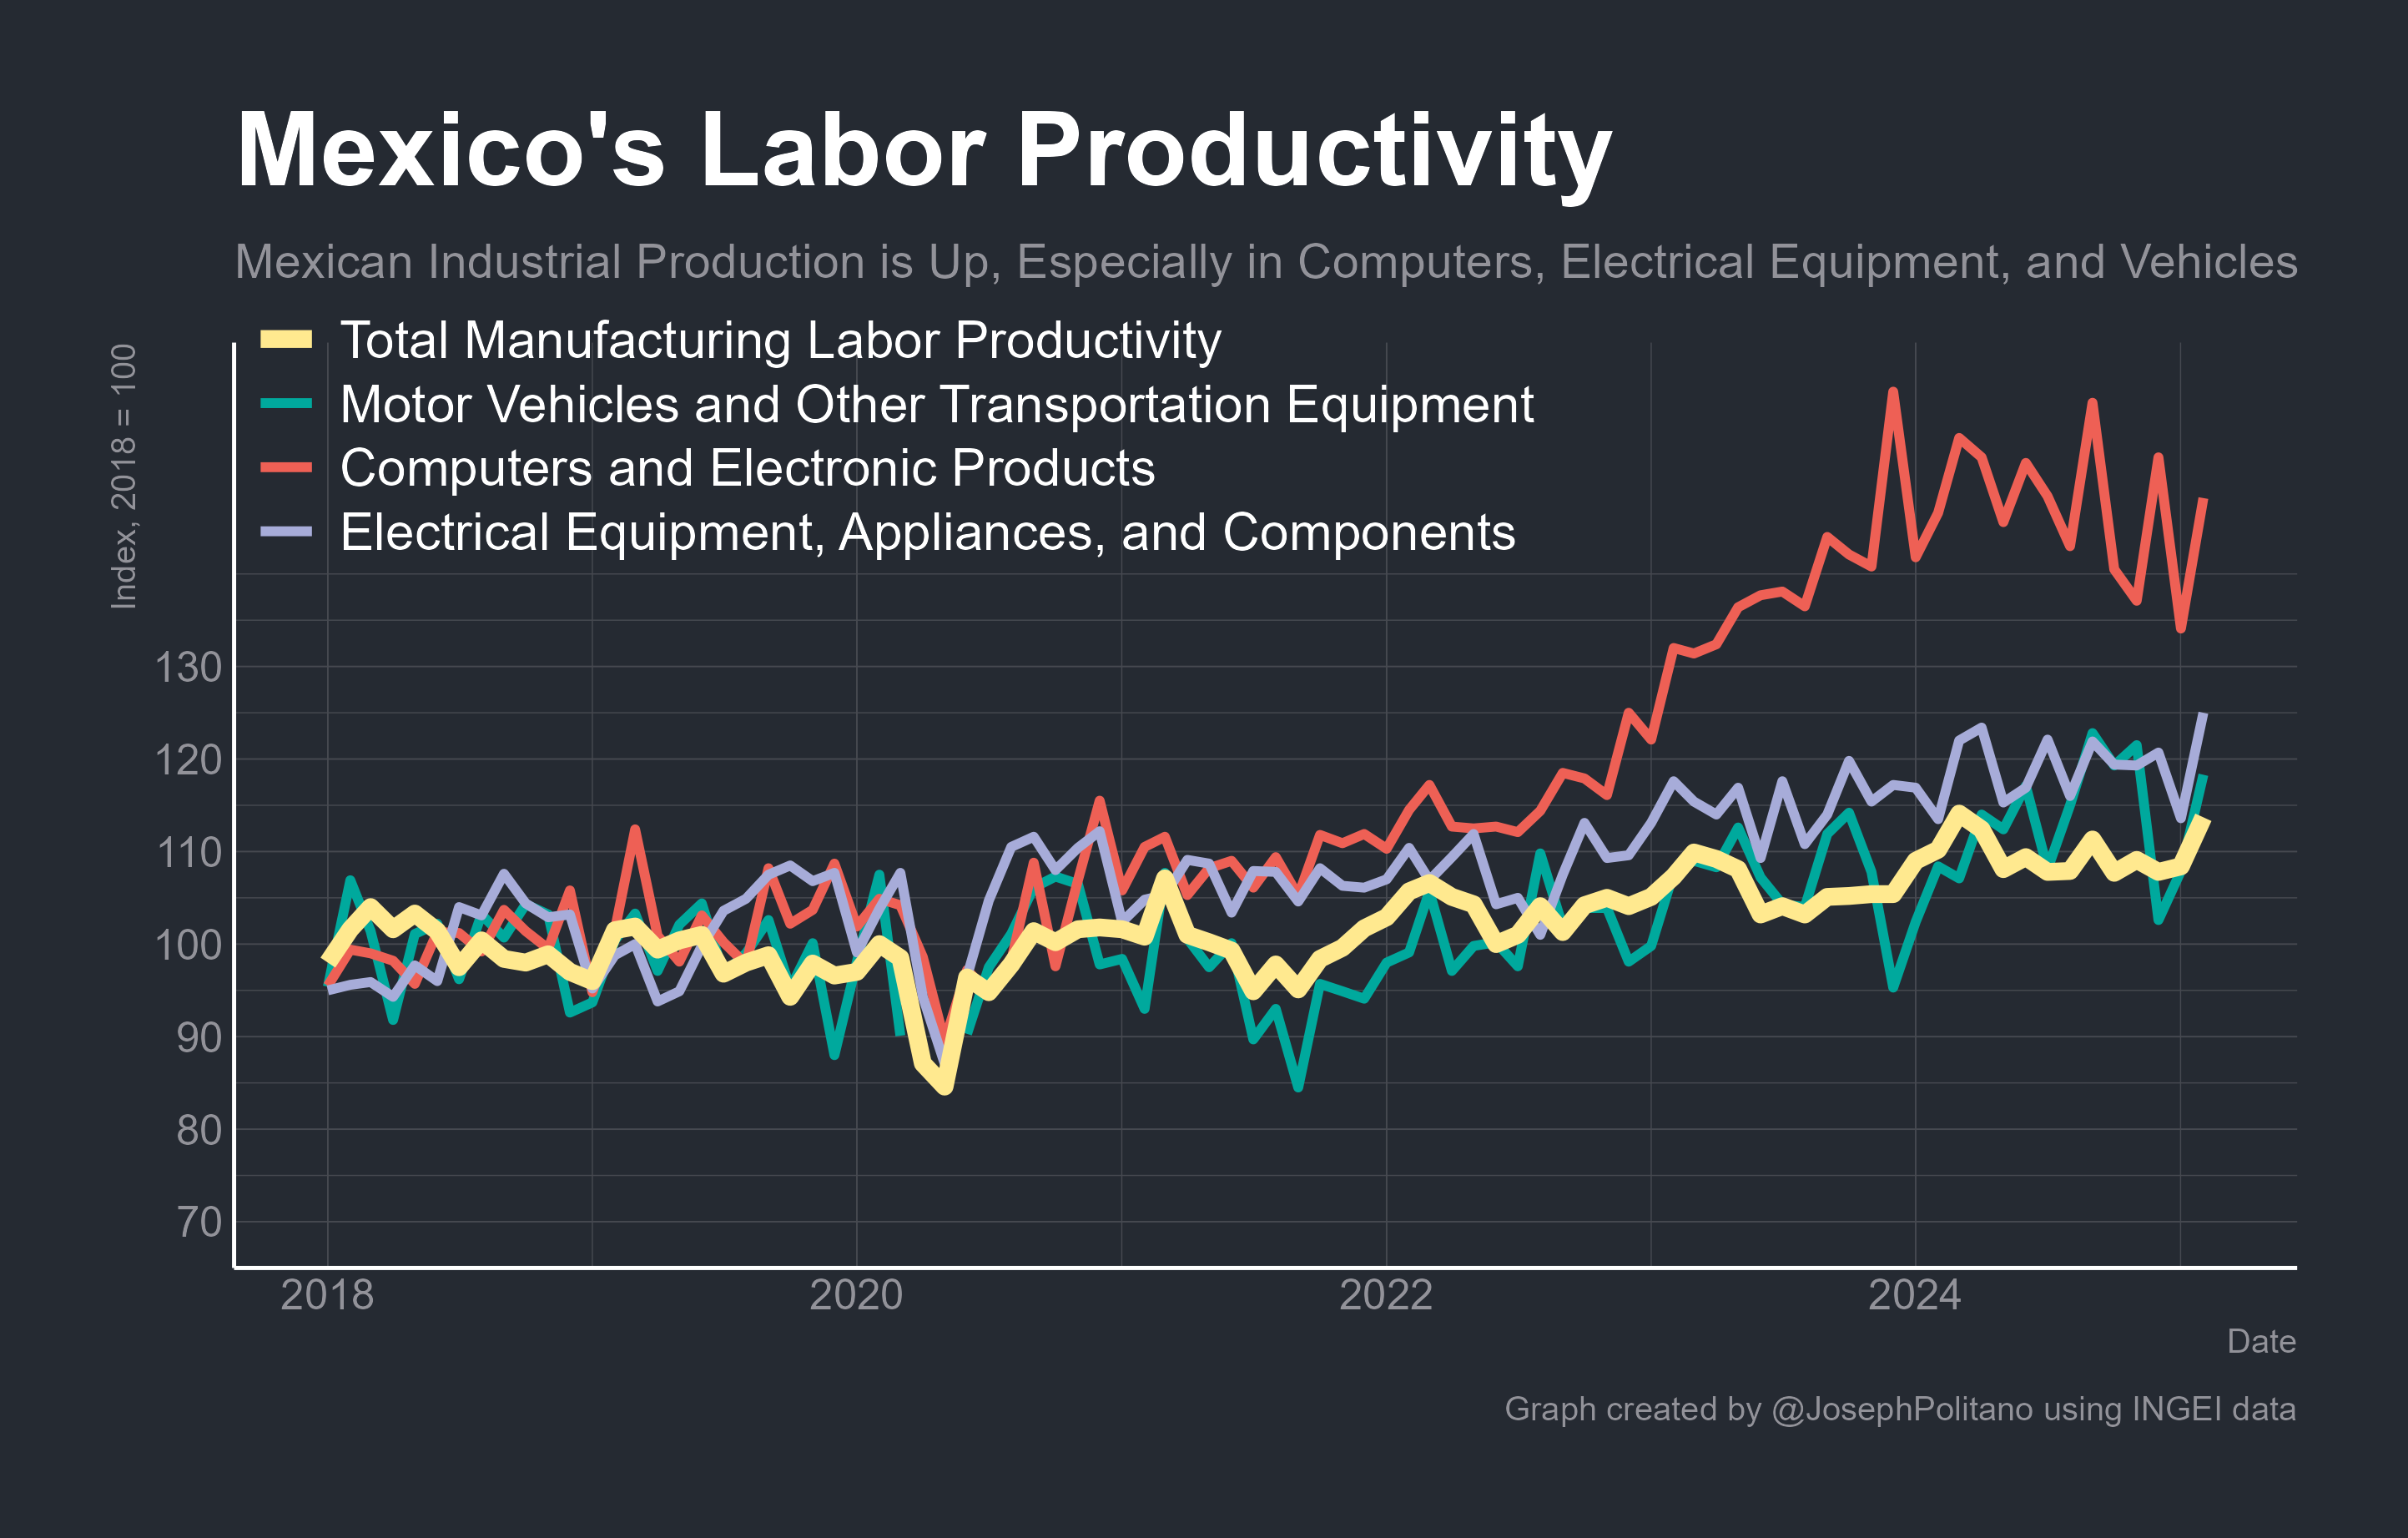 Mexico's Labor Productivity
Mexican Industrial Production is Up, Especially in Computers, Electrical Equipment, and Vehicles
Total Manufacturing Labor Productivity
Motor Vehicles and Other Transportation Equipment
Computers and Electronic Products
Electrical Equipment, Appliances, and Components
Index, 2018 = 100
130
120
110
100
90
80
70
2018 2020 2022 2024
Date
Graph created by @JosephPolitano using INGEI data